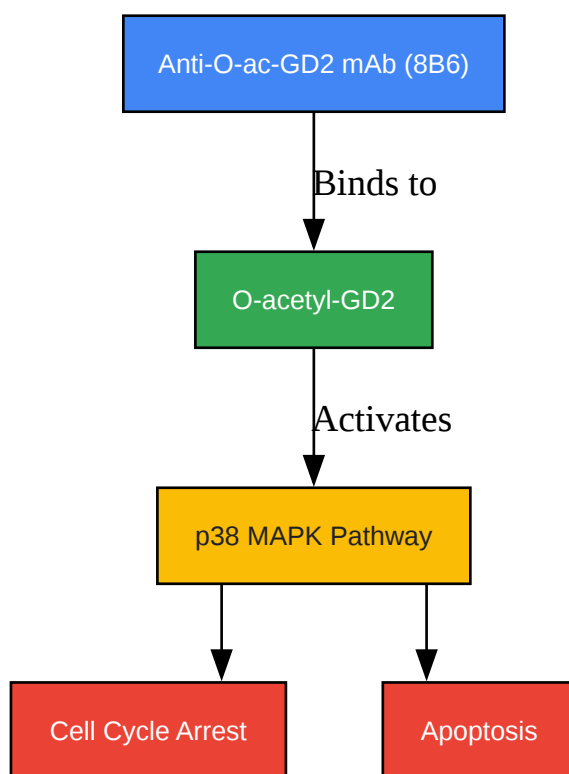 Anti-O-ac-GD2 mAb (8B6)
Binds to
O-acetyl-GD2
Activates
p38 MAPK Pathway
Cell Cycle Arrest
Apoptosis